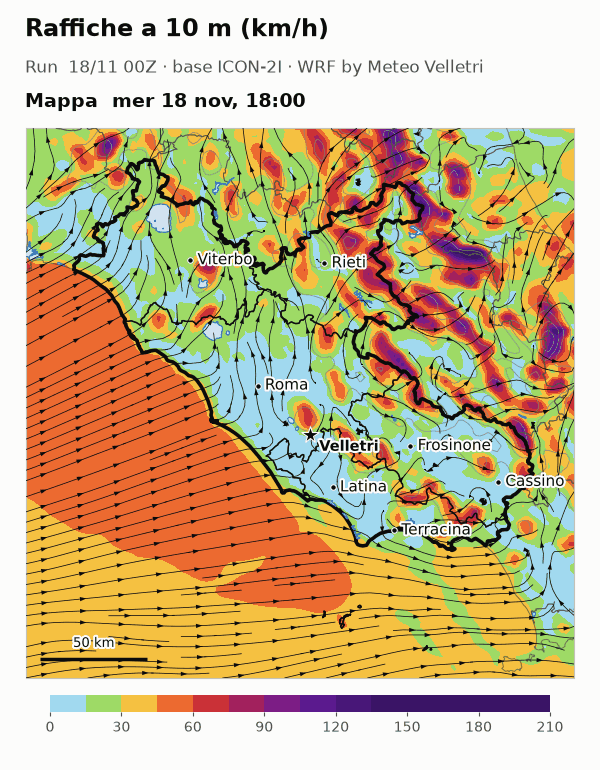 Raffiche a 10 m (km/h)
Run  18/11 00Z · base ICON-2I · WRF by Meteo Velletri
Mappa  mer 18 nov, 18:00
Viterbo
Rieti
Roma
Velletri
Frosinone
Latina
Cassino
Terracina
50 km
0 30 60 90 120 150 180 210